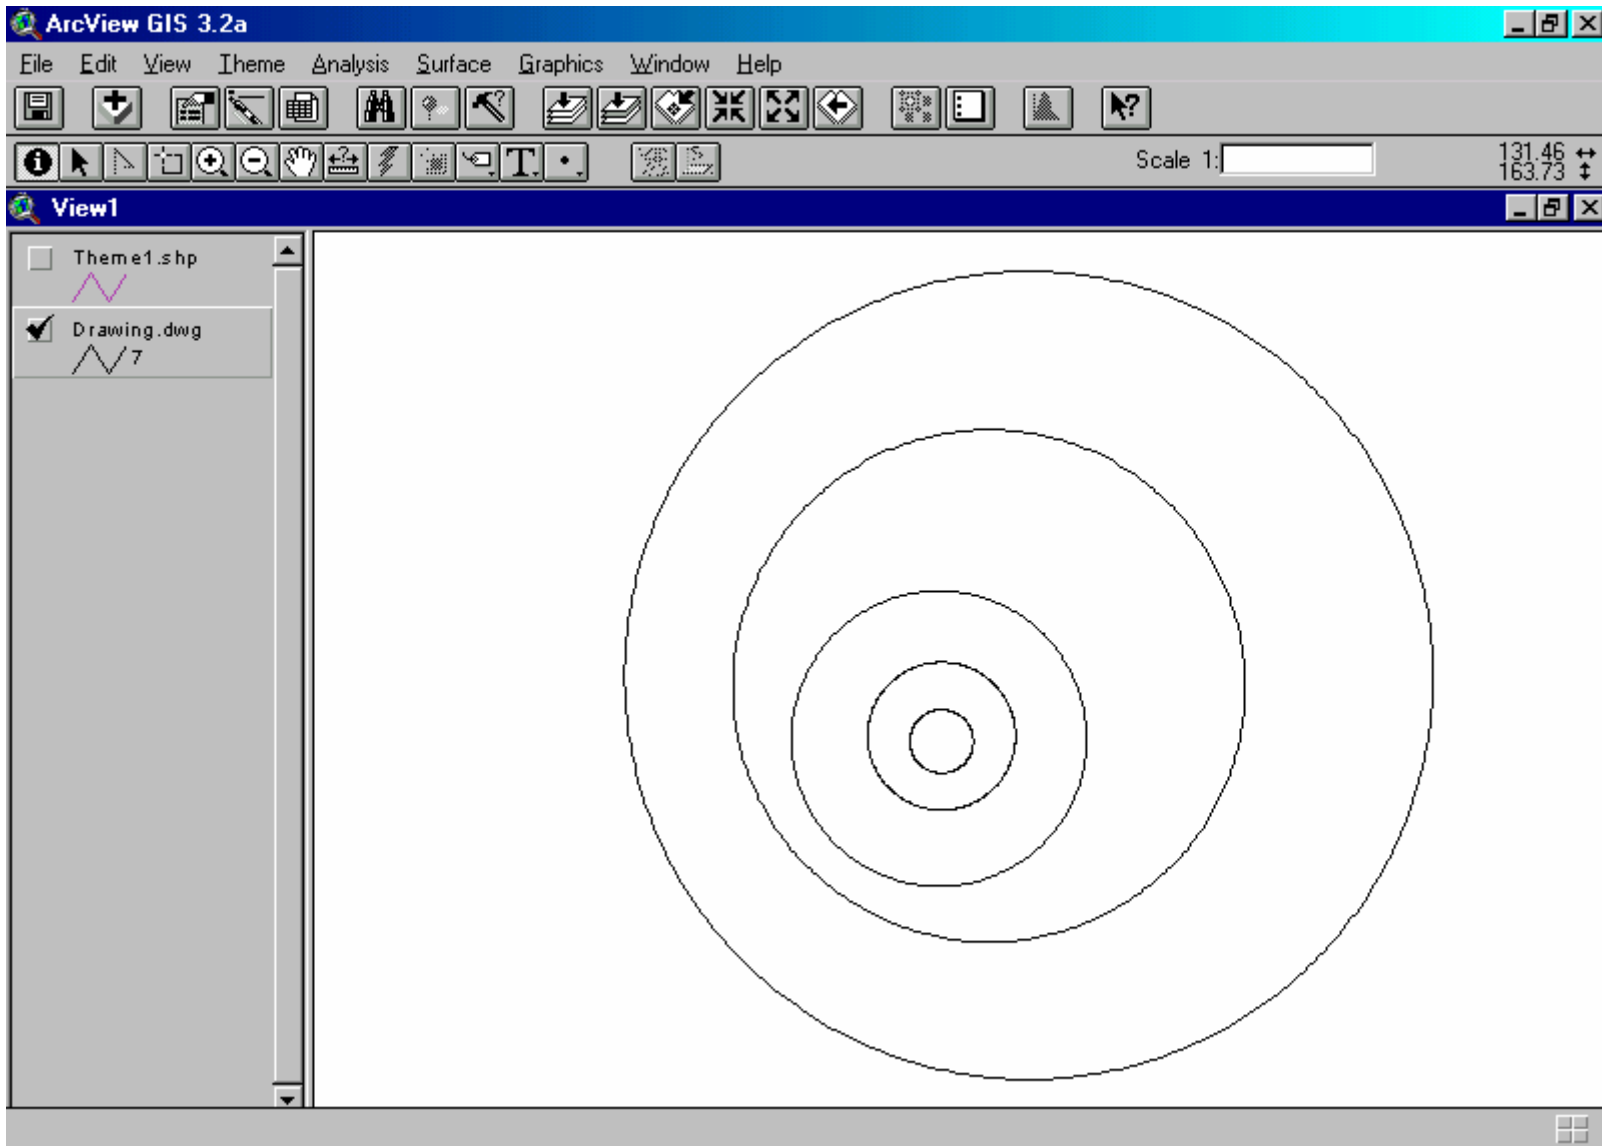 ArcView GIS 3.2a
File Edit View Theme Analysis Surface Graphics Window Help
Scale 1:
131.46
163.73
View1
Theme1.shp
Drawing.dwg
7